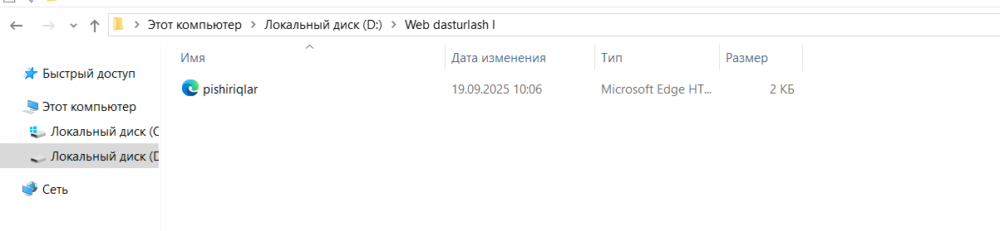 Этот компьютер > Локальный диск (D:) > Web dasturlash I
Имя Дата изменения Тип Размер
Быстрый доступ
pishiriqlar 19.09.2025 10:06 Microsoft Edge HT... 2 КБ
Этот компьютер
Локальный диск (C
Локальный диск (D
Сеть